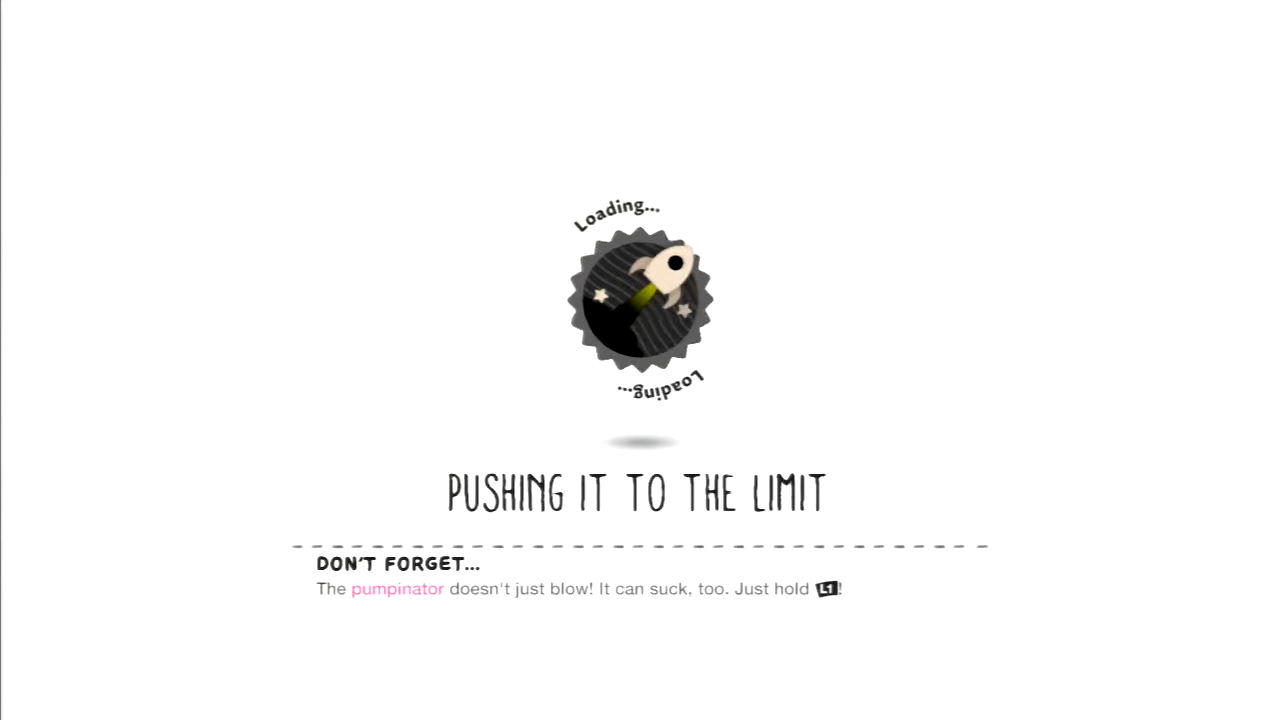 Loading...
Loading...
PUSHING IT TO THE LIMIT
DON'T FORGET...
The pumpinator doesn't just blow! It can suck, too. Just hold L1!